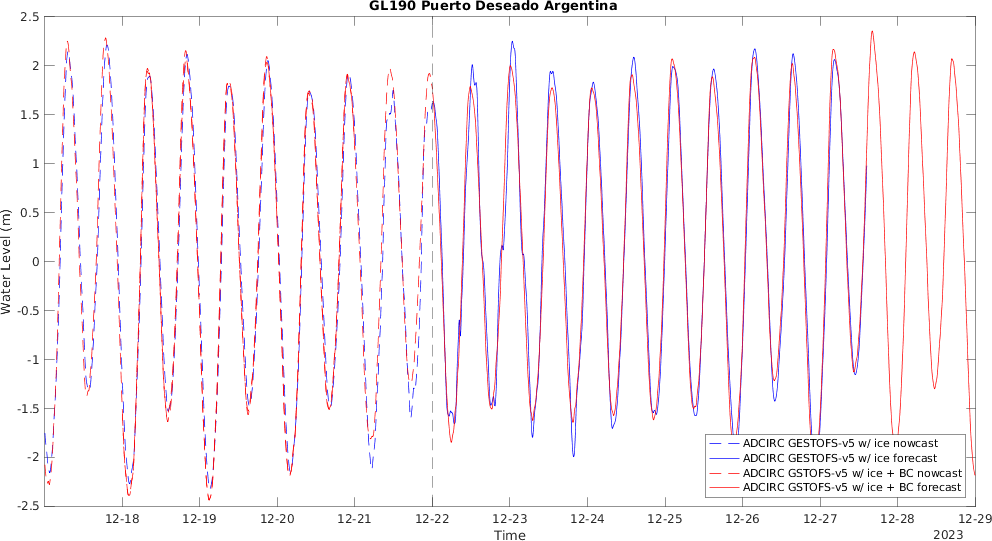 GL190 Puerto Deseado Argentina
2.5
2
1.5
1
0.5
0
-0.5
-1
-1.5
-2
-2.5
Water Level (m)
ADCIRC GESTOFS-v5 w/ ice nowcast
ADCIRC GESTOFS-v5 w/ ice forecast
ADCIRC GSTOFS-v5 w/ ice + BC nowcast
ADCIRC GSTOFS-v5 w/ ice + BC forecast
12-18 12-19 12-20 12-21 12-22 12-23 12-24 12-25 12-26 12-27 12-28 12-29
Time
2023